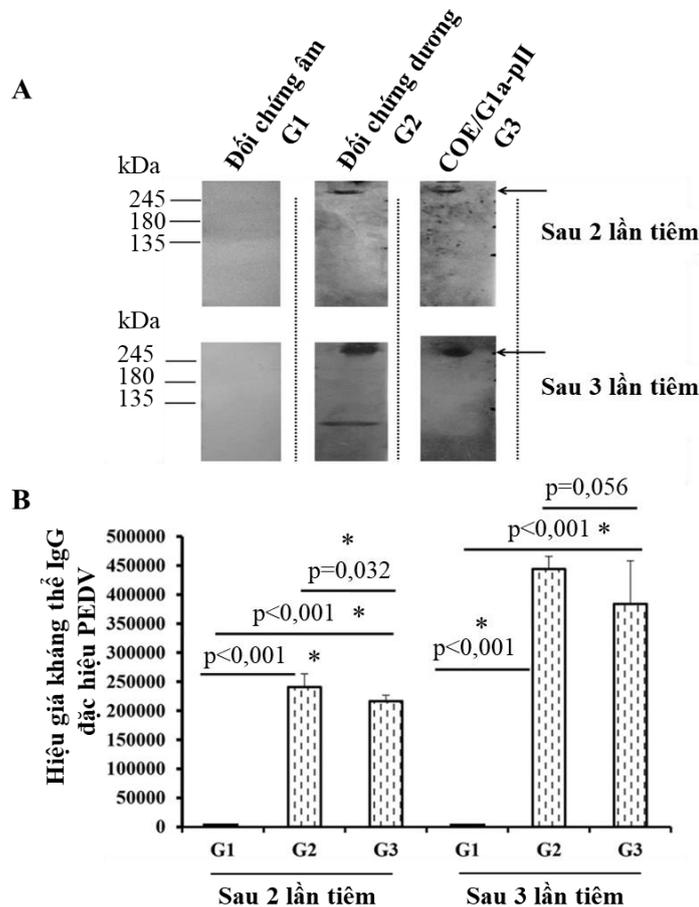 A
Đối chứng âm
G1
Đối chứng dương
G2
COE/G1a-pII
G3
kDa
245
180
135
Sau 2 lần tiêm
kDa
245
180
135
Sau 3 lần tiêm
B
Hiệu giá kháng thể IgG
đặc hiệu PEDV
500000
450000
400000
350000
300000
250000
200000
150000
100000
50000
0
*
p=0,032
p<0,001 *
p<0,001 *
p=0,056
p<0,001 *
*
p<0,001
G1 G2 G3 G1 G2 G3
Sau 2 lần tiêm Sau 3 lần tiêm